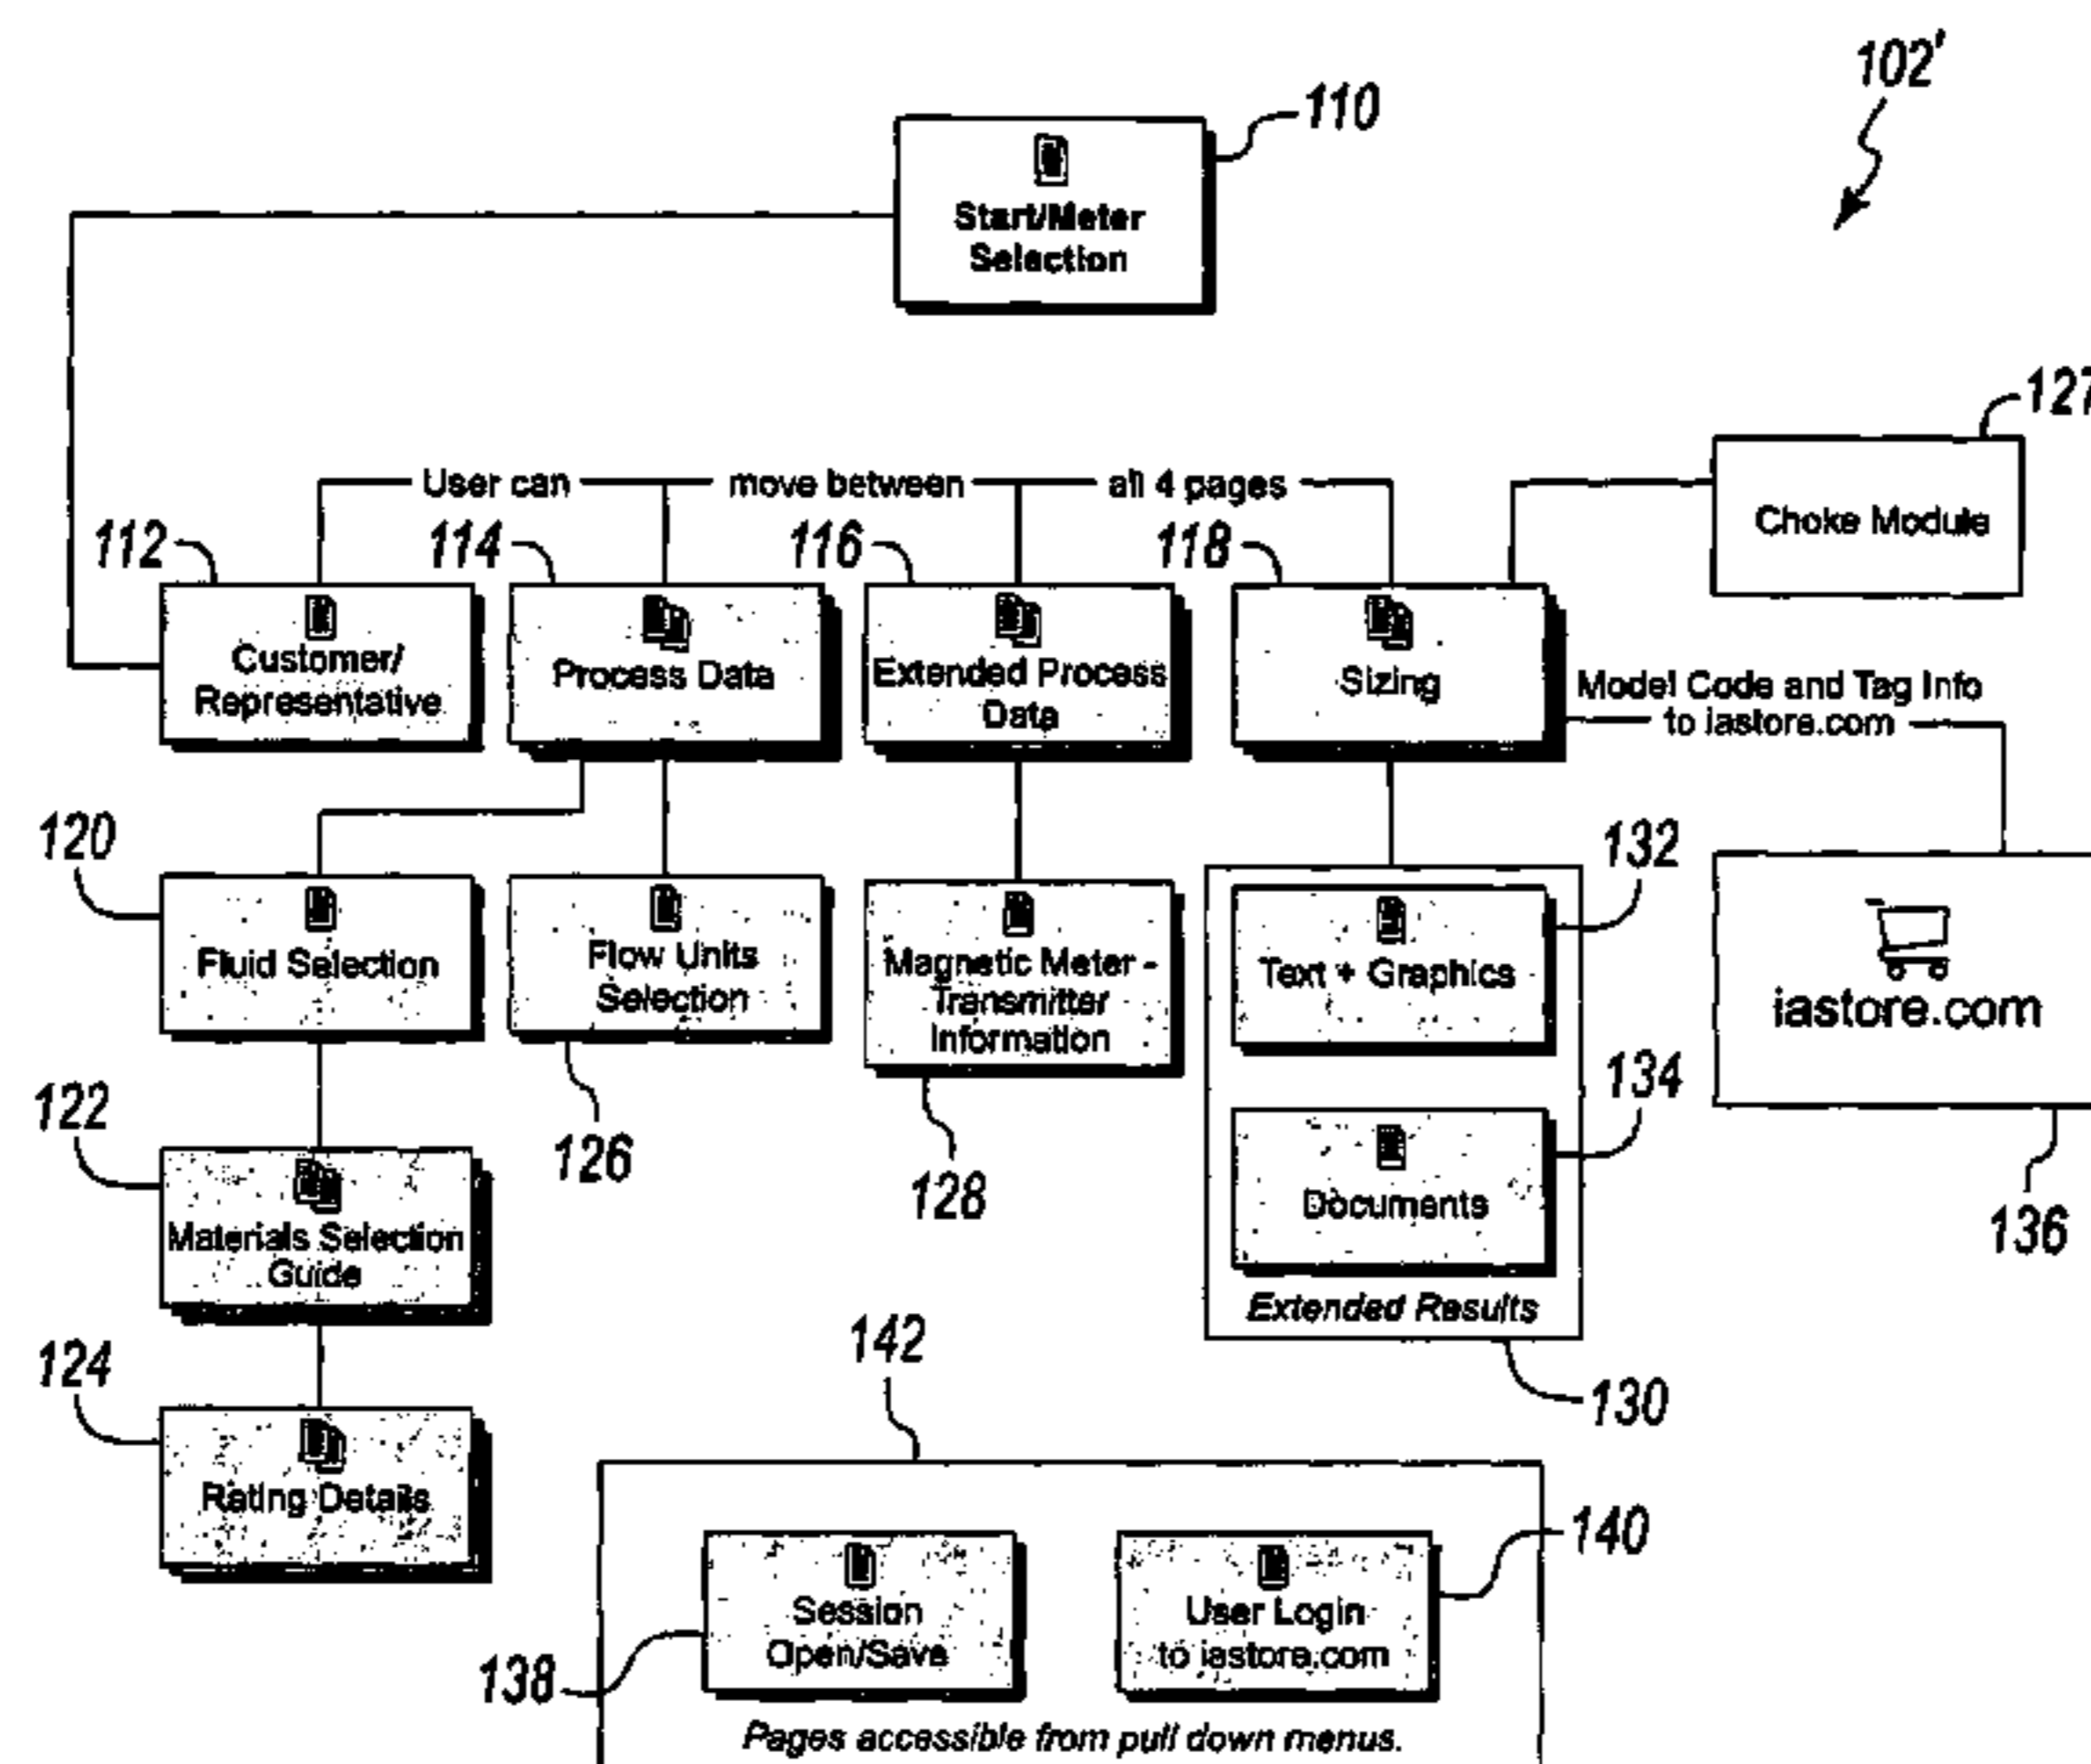 102'
110
Start/Meter
Selection
127
Choke Module
User can move between all 4 pages
112
114
116
118
Customer/
Representative
Process Data
Extended Process
Data
Sizing
Model Code and Tag Info
to iastore.com
120
Fluid Selection
Flow Units
Selection
Magnetic Meter -
Transmitter
Information
132
Text + Graphics
iastore.com
122
126
128
134
Documents
136
Materials Selection
Guide
Extended Results
130
124
142
Rating Details
140
Session
Open/Save
User Login
to iastore.com
138
Pages accessible from pull down menus.